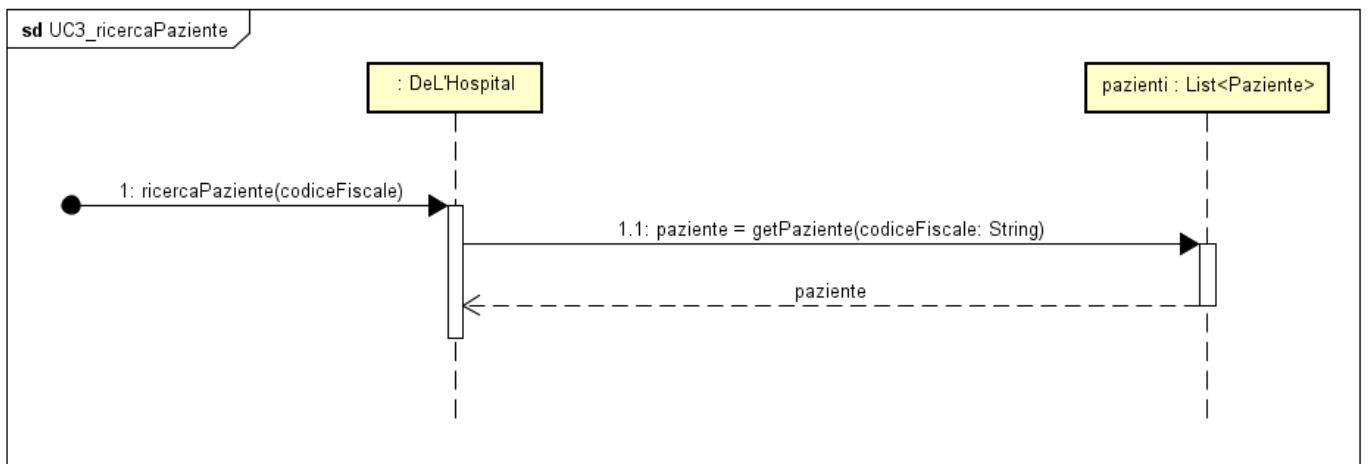 sd UC3_ricercaPaziente
: DeL'Hospital
pazienti : List<Paziente>
1: ricercaPaziente(codiceFiscale)
1.1: paziente = getPaziente(codiceFiscale: String)
paziente